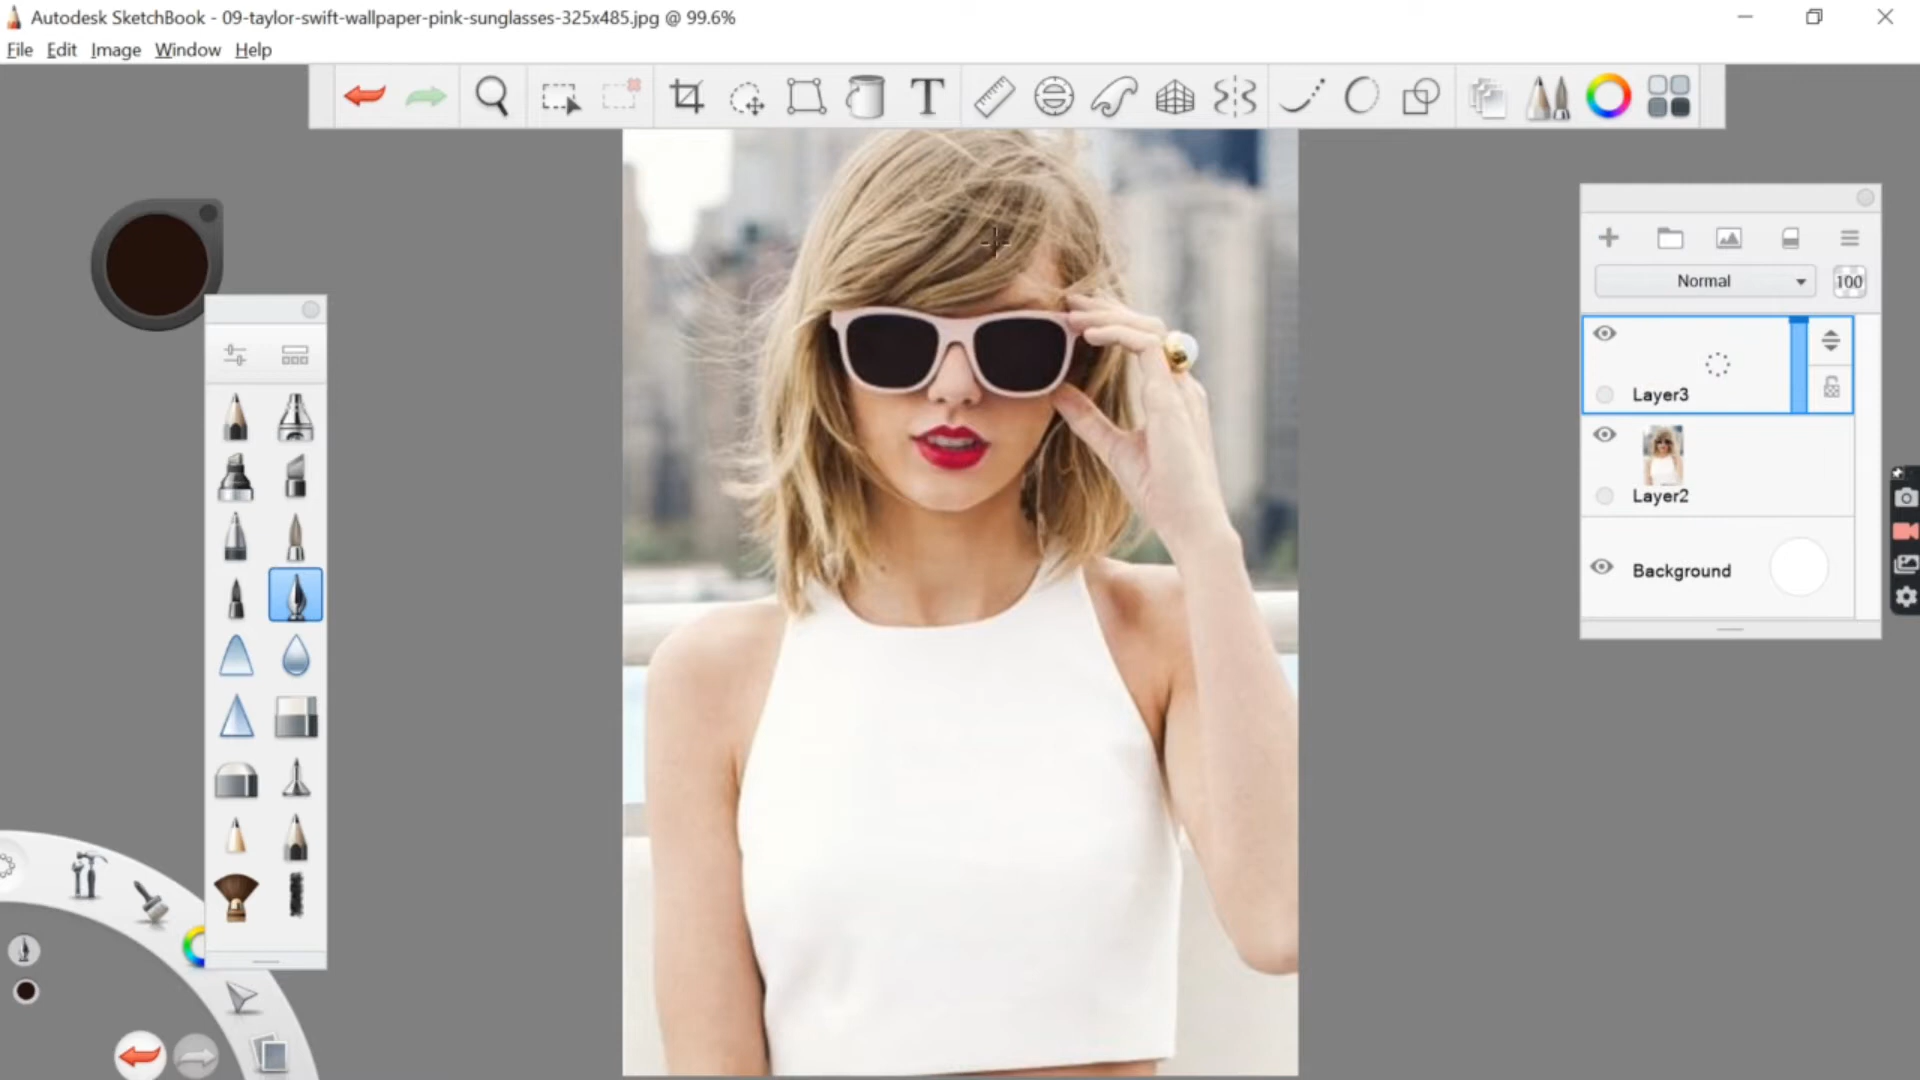 Autodesk SketchBook - 09-taylor-swift-wallpaper-pink-sunglasses-325x485.jpg @ 99.6%
File Edit Image Window Help
T
Normal 100
Layer3
Layer2
Background